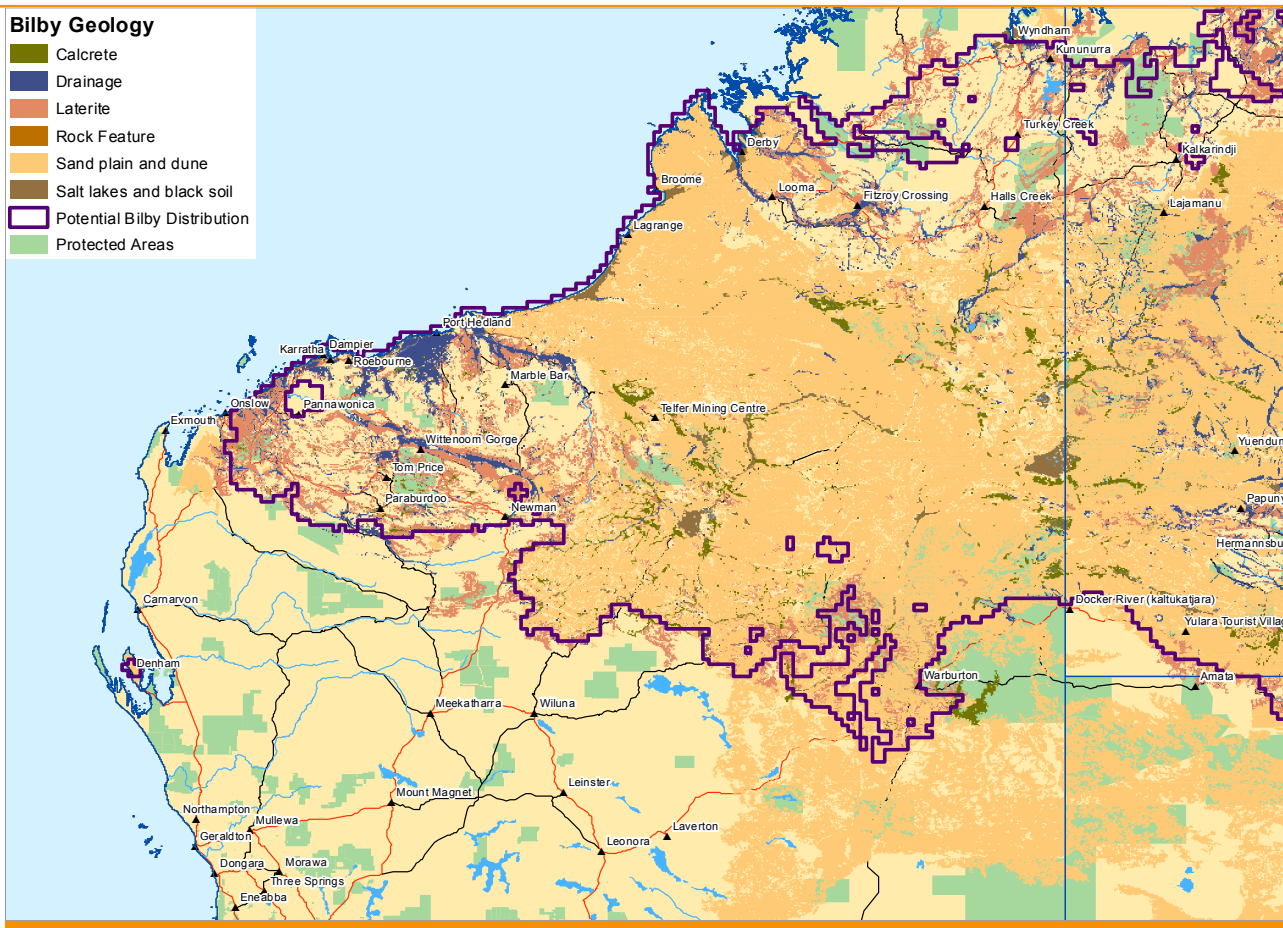 Bilby Geology
Calcrete
Drainage
Laterite
Rock Feature
Sand plain and dune
Salt lakes and black soil
Potential Bilby Distribution
Protected Areas
Wyndham
Kununurra
Turkey Creek
Kalkarindji
Derby
Broome
Looma
Fitzroy Crossing
Halls Creek
Lajamanu
Lagrange
Port Hedland
Karratha
Dampier
Roebourne
Marble Bar
Onslow
Pannawonica
Exmouth
Telfer Mining Centre
Wittenoom Gorge
Yuendum
Tom Price
Paraburdoo
Newman
Papuny
Hermannsbu
Carnarvon
Docker River (kaltukatjara)
Yulara Tourist Villag
Denham
Warburton
Amata
Meekatharra
Wiluna
Leinster
Mount Magnet
Northampton
Mullewa
Geraldton
Leonora
Laverton
Dongara
Morawa
Three Springs
Eneabba